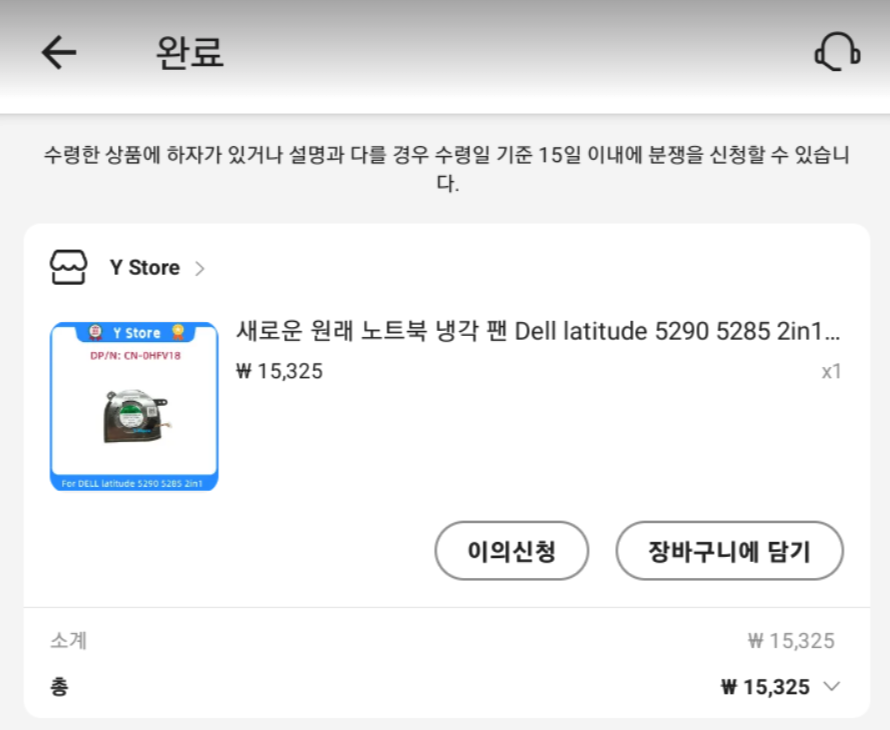 완료
수령한 상품에 하자가 있거나 설명과 다를 경우 수령일 기준 15일 이내에 분쟁을 신청할 수 있습니
다.
Y Store
Y Store
DP/N: CN-0HFV18
For DELL latitude 5290 5285 2in1
새로운 원래 노트북 냉각 팬 Dell latitude 5290 5285 2in1...
₩ 15,325
x1
이의신청
장바구니에 담기
소계
₩ 15,325
총
₩ 15,325